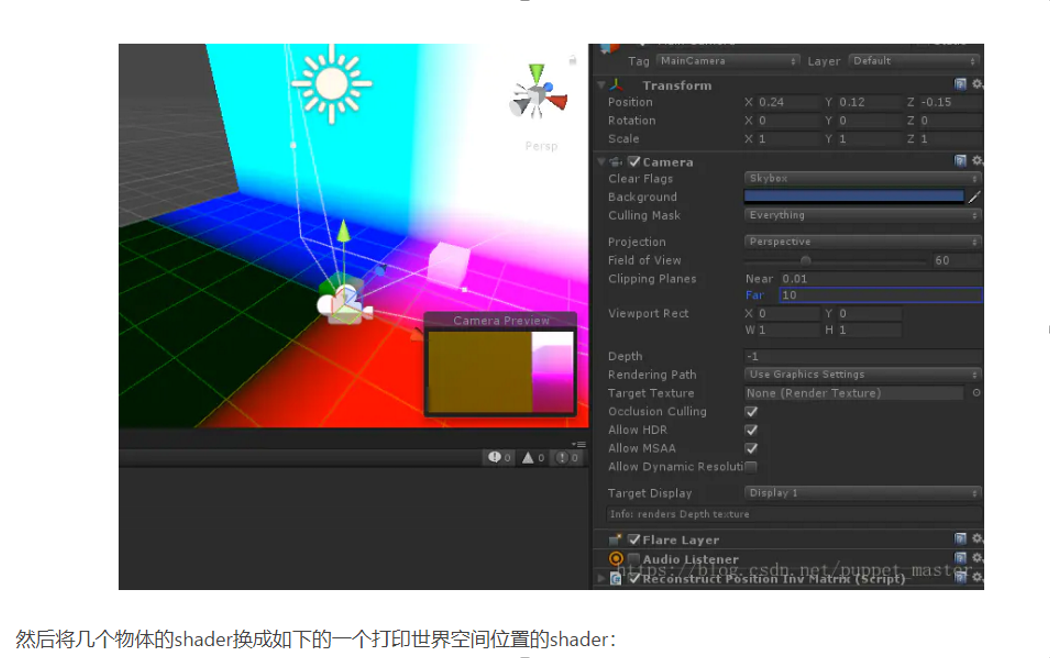 Tag MainCamera Layer Default
Transform
Position X 0.24 Y 0.12 Z -0.15
Rotation X 0 Y 0 Z 0
Scale X 1 Y 1 Z 1
Camera
Clear Flags Skybox
Background
Culling Mask Everything
Projection Perspective
Field of View 60
Clipping Planes Near 0.01
Far 10
Viewport Rect X 0 Y 0
W 1 H 1
Depth -1
Rendering Path Use Graphics Settings
Target Texture None (Render Texture)
Occlusion Culling
Allow HDR
Allow MSAA
Allow Dynamic Resoluti
Target Display Display 1
Info: renders Depth texture
Flare Layer
Audio Listener
Reconstruct Position Inv Matrix (Script)
https://blog.csdn.net/puppet_master
Persp
Camera Preview
0 0 0
然后将几个物体的shader换成如下的一个打印世界空间位置的shader：